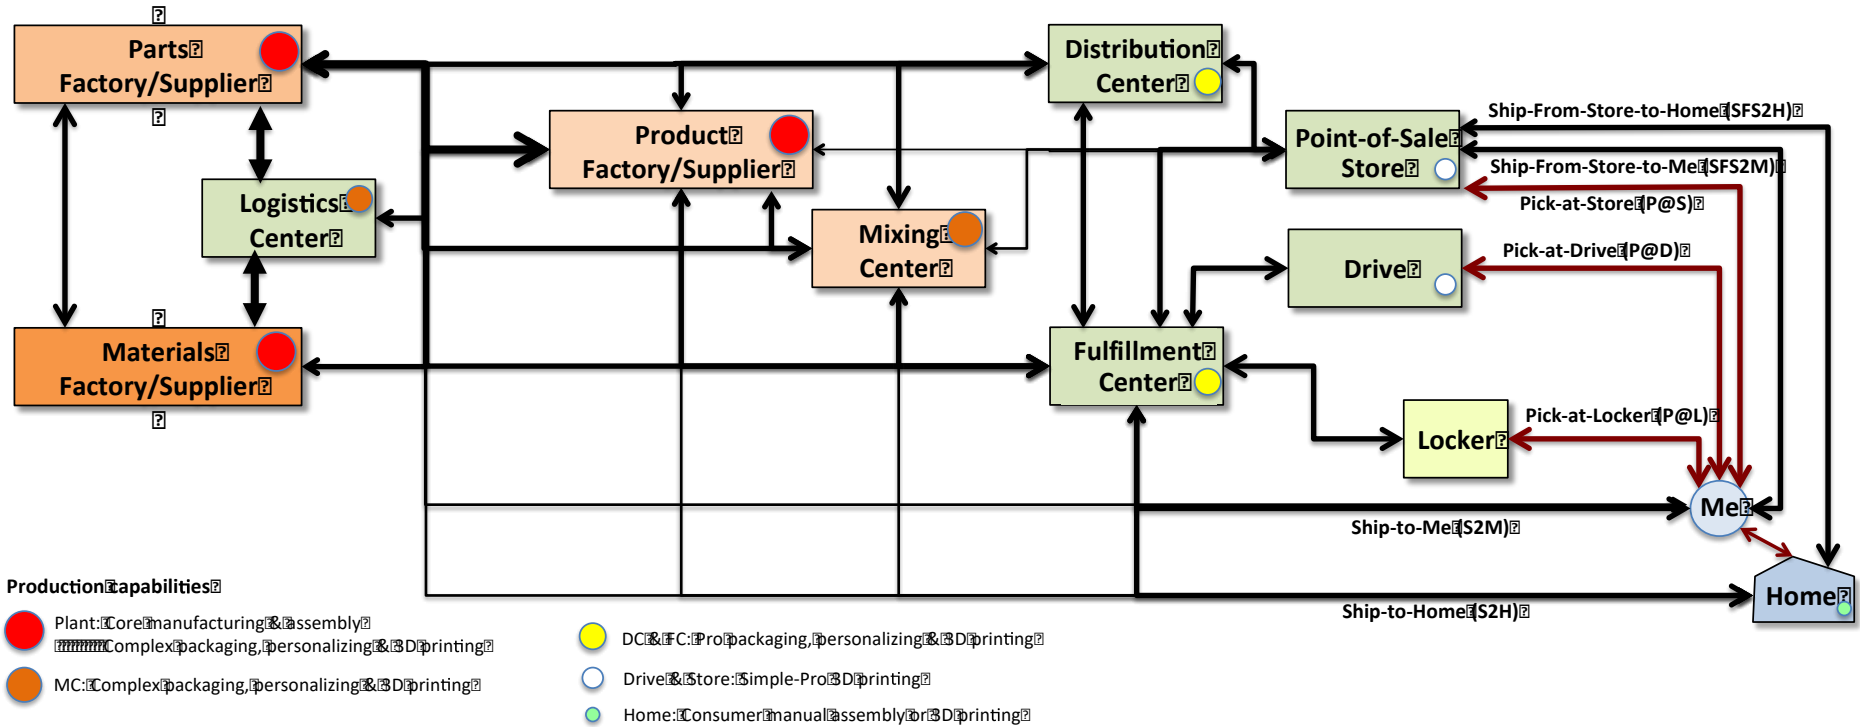 Parts
Factory/Supplier
Distribution
Center
Product
Factory/Supplier
Point-of-Sale
Store
Ship-From-Store-to-Home (SFS2H)
Ship-From-Store-to-Me (SFS2M)
Pick-at-Store (P@S)
Logistics
Center
Mixing
Center
Drive
Pick-at-Drive (P@D)
Materials
Factory/Supplier
Fulfillment
Center
Locker
Pick-at-Locker (P@L)
Me
Ship-to-Me (S2M)
Home
Ship-to-Home (S2H)
Production capabilities
Plant: Core manufacturing & assembly
Complex packaging, personalizing & 3D printing
MC: Complex packaging, personalizing & 3D printing
DC & FC: Pro packaging, personalizing & 3D printing
Drive & Store: Simple-Pro 3D printing
Home: Consumer manual assembly or 3D printing